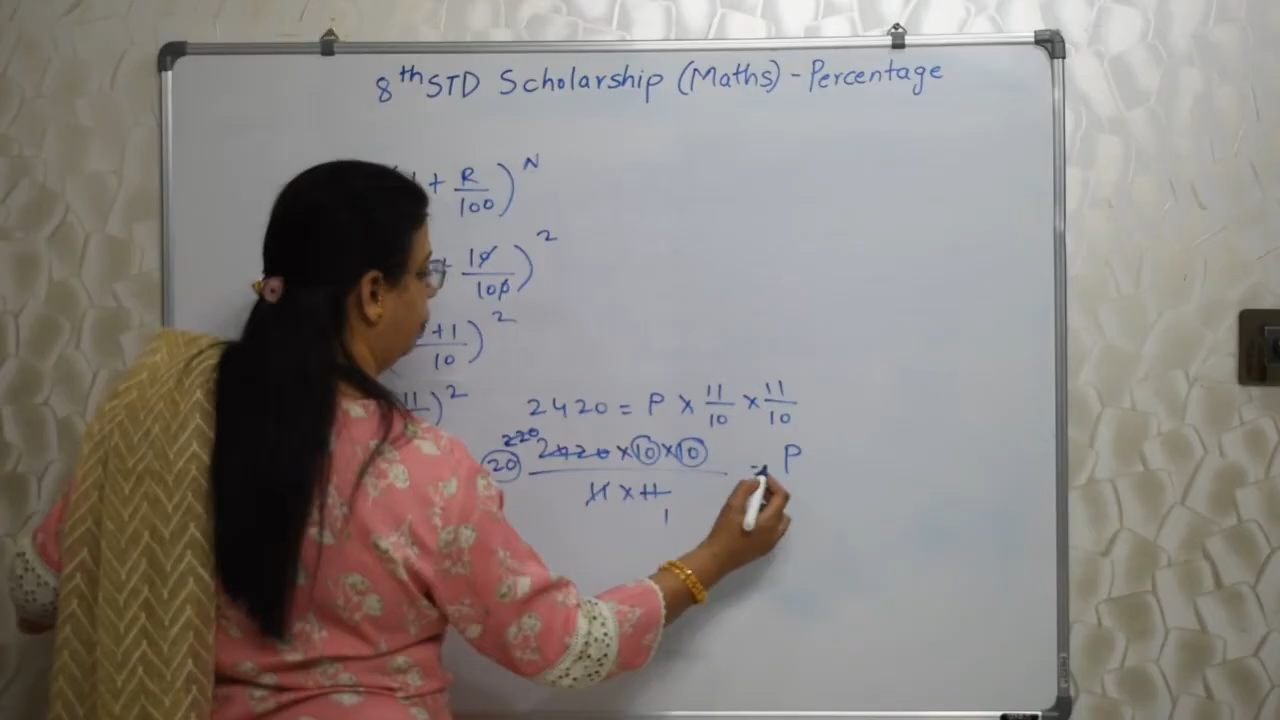 8th STD Scholarship (Maths) - Percentage
+ R/100)^N
+ 10/100)^2
+1/10)^2
11/)^2
2420 = P × 11/10 × 11/10
20 220 2420 × 10 × 10 / 11 × 11 = P
1